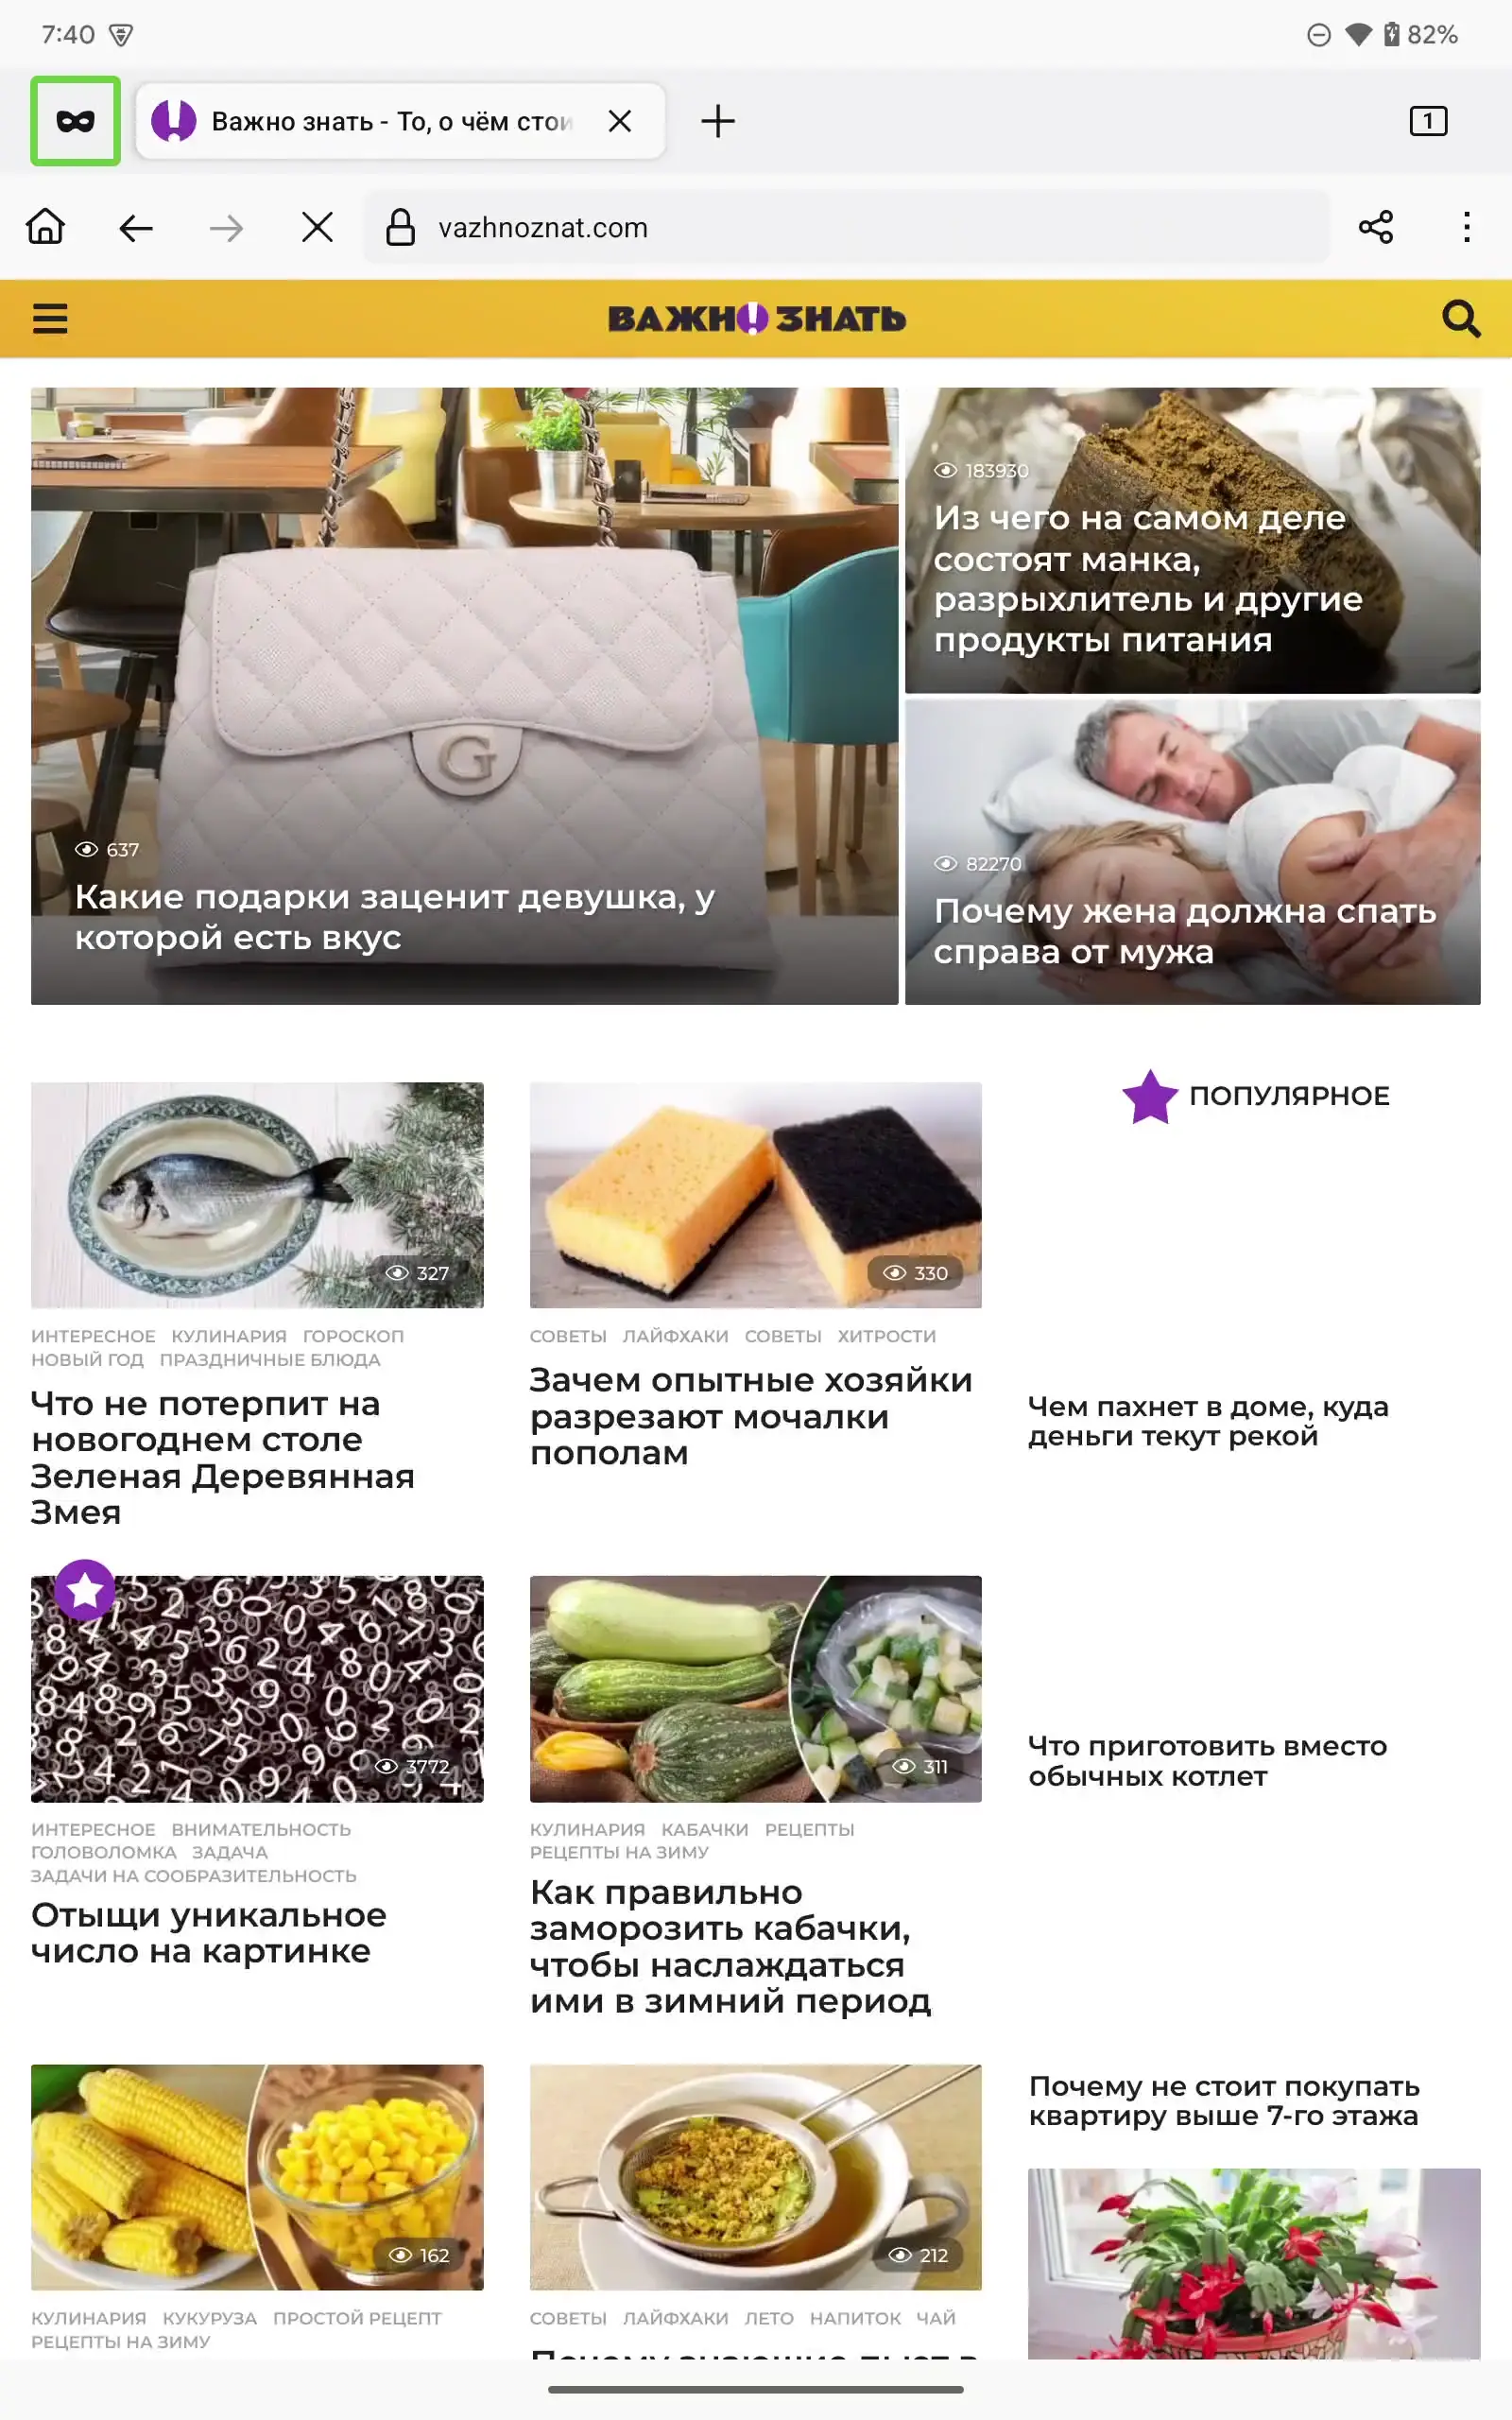 7:40
82%
Важно знать - То, о чём стои
1
vazhnoznat.com
ВАЖНО ЗНАТЬ
183930
Из чего на самом деле
состоят манка,
разрыхлитель и другие
продукты питания
G
637
Какие подарки заценит девушка, у
которой есть вкус
82270
Почему жена должна спать
справа от мужа
327
ИНТЕРЕСНОЕ КУЛИНАРИЯ ГОРОСКОП
НОВЫЙ ГОД ПРАЗДНИЧНЫЕ БЛЮДА
Что не потерпит на
новогоднем столе
Зеленая Деревянная
Змея
330
СОВЕТЫ ЛАЙФХАКИ СОВЕТЫ ХИТРОСТИ
Зачем опытные хозяйки
разрезают мочалки
пополам
ПОПУЛЯРНОЕ
Чем пахнет в доме, куда
деньги текут рекой
3772
ИНТЕРЕСНОЕ ВНИМАТЕЛЬНОСТЬ
ГОЛОВОЛОМКА ЗАДАЧА
ЗАДАЧИ НА СООБРАЗИТЕЛЬНОСТЬ
Отыщи уникальное
число на картинке
311
КУЛИНАРИЯ КАБАЧКИ РЕЦЕПТЫ
РЕЦЕПТЫ НА ЗИМУ
Как правильно
заморозить кабачки,
чтобы наслаждаться
ими в зимний период
Что приготовить вместо
обычных котлет
162
КУЛИНАРИЯ КУКУРУЗА ПРОСТОЙ РЕЦЕПТ
РЕЦЕПТЫ НА ЗИМУ
212
СОВЕТЫ ЛАЙФХАКИ ЛЕТО НАПИТОК ЧАЙ
Почему не стоит покупать
квартиру выше 7-го этажа